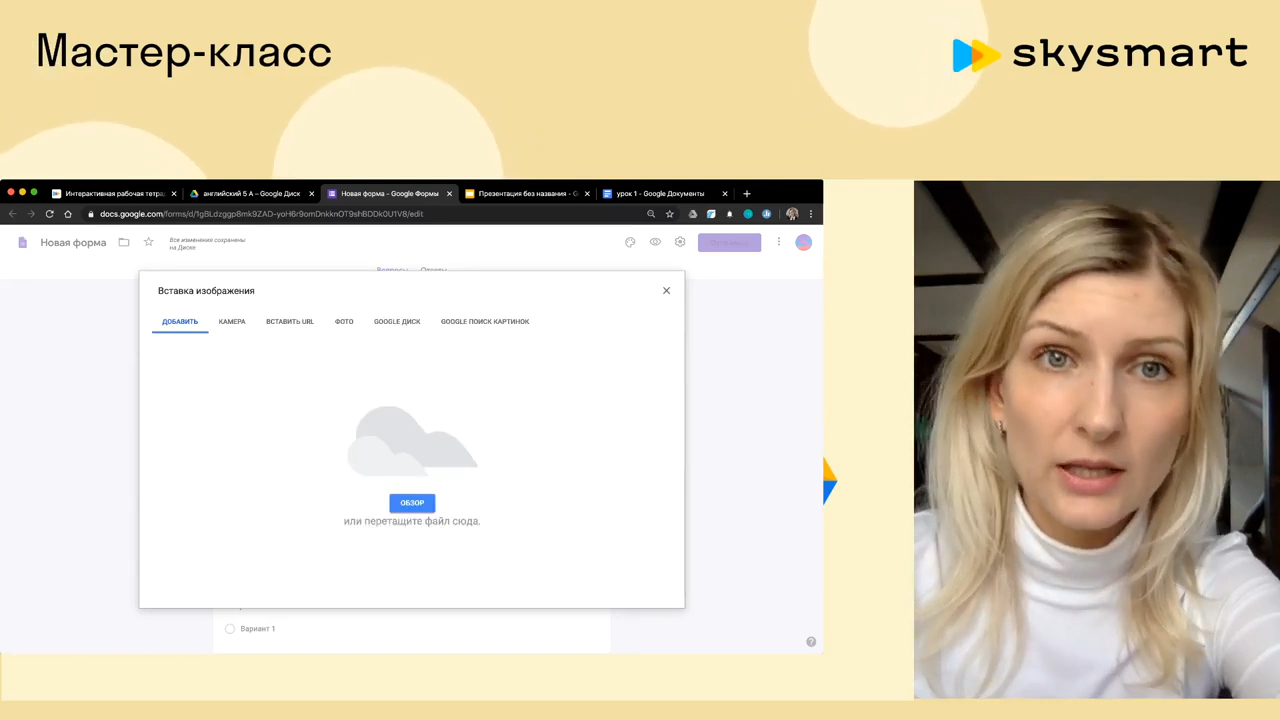 Мастер-класс
skysmart
Интерактивная рабочая тетра
английский 5 А – Google Диск
Новая форма - Google Формы
Презентация без названия - G
урок 1 - Google Документы
docs.google.com/forms/d/1gBLdzggp8mk9ZAD-yoH6r9omDnkknOT9shBDDk0U1V8/edit
Новая форма
Все изменения сохранены
на Диске
Вопросы Ответы
Вставка изображения
ДОБАВИТЬ КАМЕРА ВСТАВИТЬ URL ФОТО GOOGLE ДИСК GOOGLE ПОИСК КАРТИНОК
ОБЗОР
или перетащите файл сюда.
Вариант 1